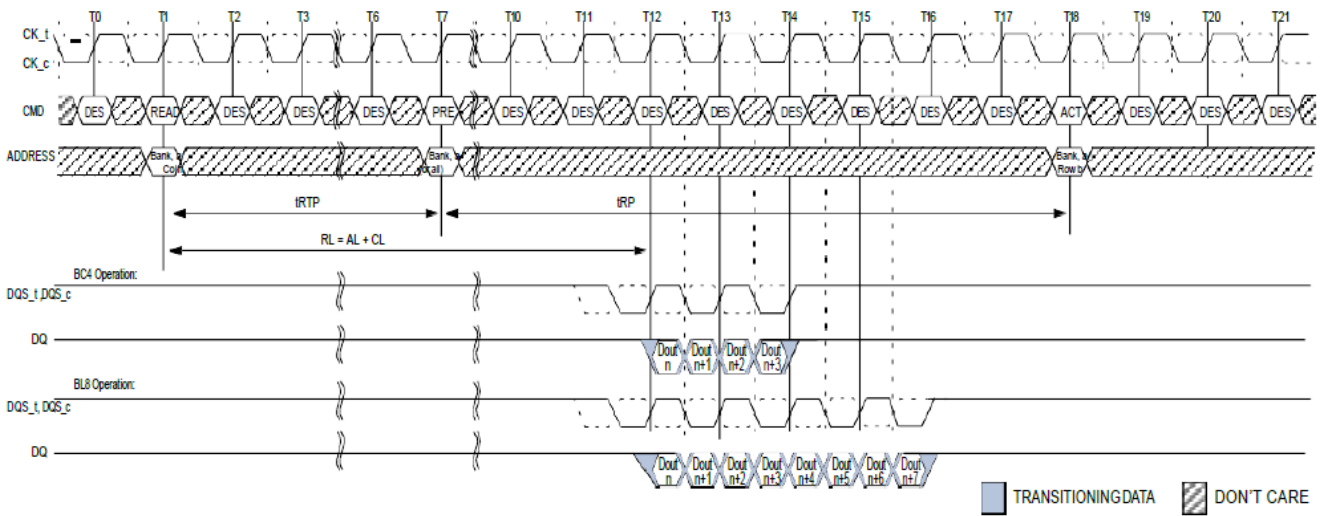 T0 T1 T2 T3 T6 T7 T10 T11 T12 T13 T14 T15 T16 T17 T18 T19 T20 T21
CK_t
CK_c
CMD DES READ DES DES DES PRE DES DES DES DES DES DES DES DES ACT DES DES DES
ADDRESS Bank, a Bank, a Bank, a
Col n (or all) Row b
tRTP tRP
RL = AL + CL
BC4 Operation:
DQS_t,DQS_c
DQ Dout Dout Dout Dout
n n+1 n+2 n+3
BL8 Operation:
DQS_t, DQS_c
DQ Dout Dout Dout Dout Dout Dout Dout Dout
n n+1 n+2 n+3 n+4 n+5 n+6 n+7
TRANSITIONING DATA DON'T CARE